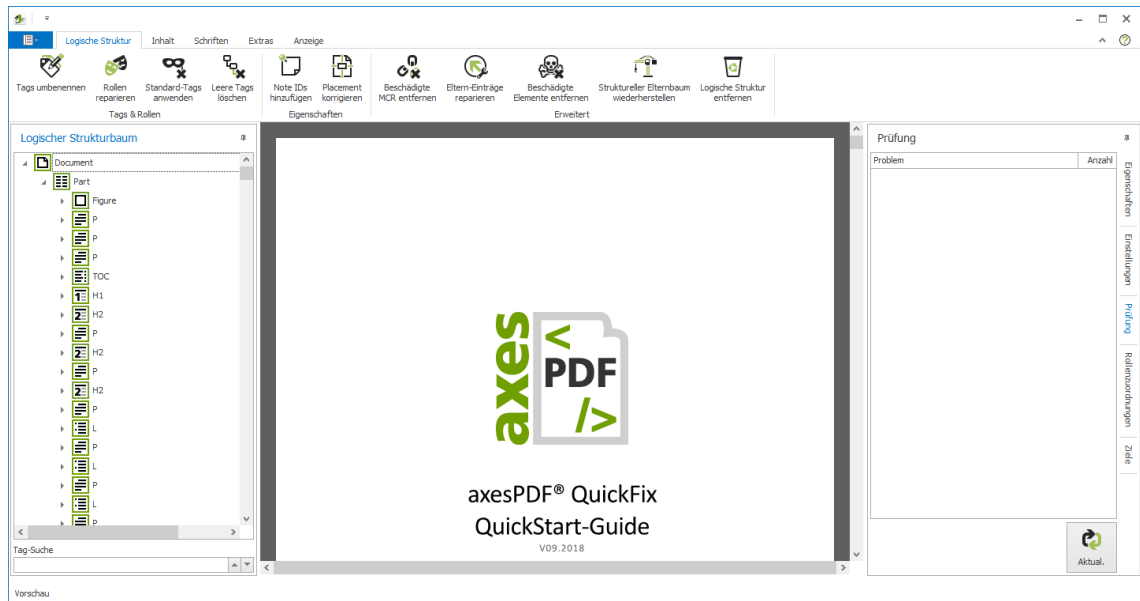 Logische Struktur Inhalt Schriften Extras Anzeige
Tags umbenennen
Rollen
reparieren
Standard-Tags
anwenden
Leere Tags
löschen
Note IDs
hinzufügen
Placement
korrigieren
Beschädigte
MCR entfernen
Eltern-Einträge
reparieren
Beschädigte
Elemente entfernen
Struktureller Elternbaum
wiederherstellen
Logische Struktur
entfernen
Tags & Rollen
Eigenschaften
Erweitert
Logischer Strukturbaum
Document
Part
Figure
P
P
P
TOC
H1
H2
P
H2
P
H2
P
L
P
L
P
L
P
Tag-Suche
Vorschau
axes
<
PDF
/>
axesPDF® QuickFix
QuickStart-Guide
V09.2018
Prüfung
Problem Anzahl
Aktual.
Eigenschaften
Einstellungen
Prüfung
Rollenzuordnungen
Ziele